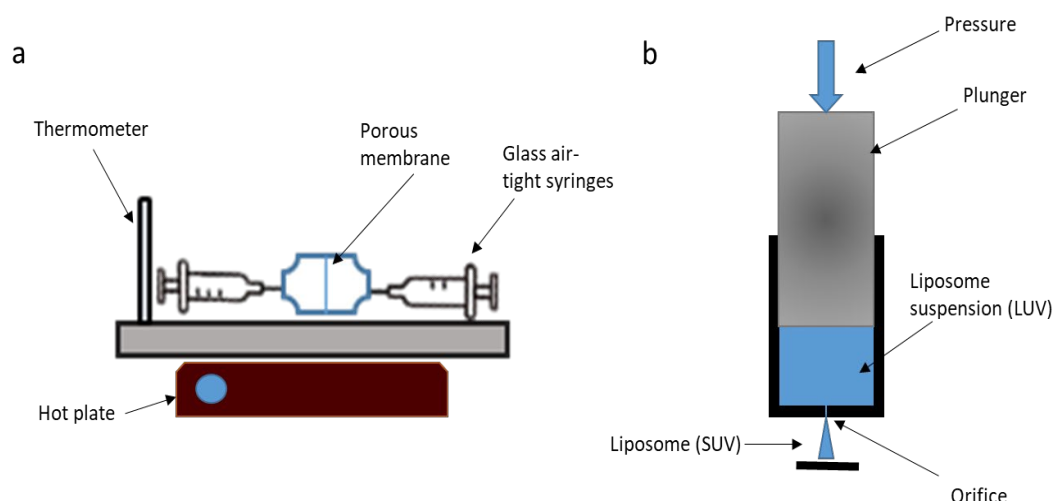 a
Thermometer
Porous
membrane
Glass air-
tight syringes
Hot plate
b
Pressure
Plunger
Liposome
suspension (LUV)
Liposome (SUV)
Orifice